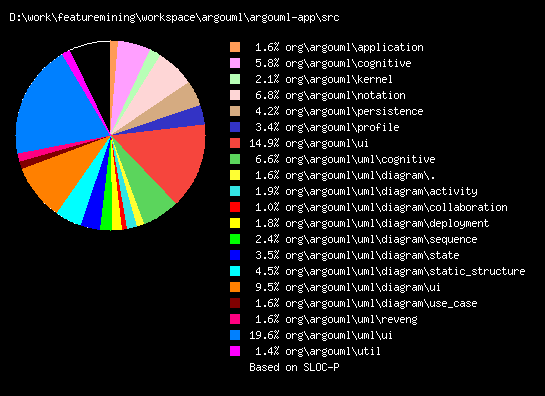 D:\work\featuremining\workspace\argouml\argouml-app\src
1.6% org\argouml\application
5.8% org\argouml\cognitive
2.1% org\argouml\kernel
6.8% org\argouml\notation
4.2% org\argouml\persistence
3.4% org\argouml\profile
14.9% org\argouml\ui
6.6% org\argouml\uml\cognitive
1.6% org\argouml\uml\diagram\.
1.9% org\argouml\uml\diagram\activity
1.0% org\argouml\uml\diagram\collaboration
1.8% org\argouml\uml\diagram\deployment
2.4% org\argouml\uml\diagram\sequence
3.5% org\argouml\uml\diagram\state
4.5% org\argouml\uml\diagram\static_structure
9.5% org\argouml\uml\diagram\ui
1.6% org\argouml\uml\diagram\use_case
1.6% org\argouml\uml\reveng
19.6% org\argouml\uml\ui
1.4% org\argouml\util
Based on SLOC-P